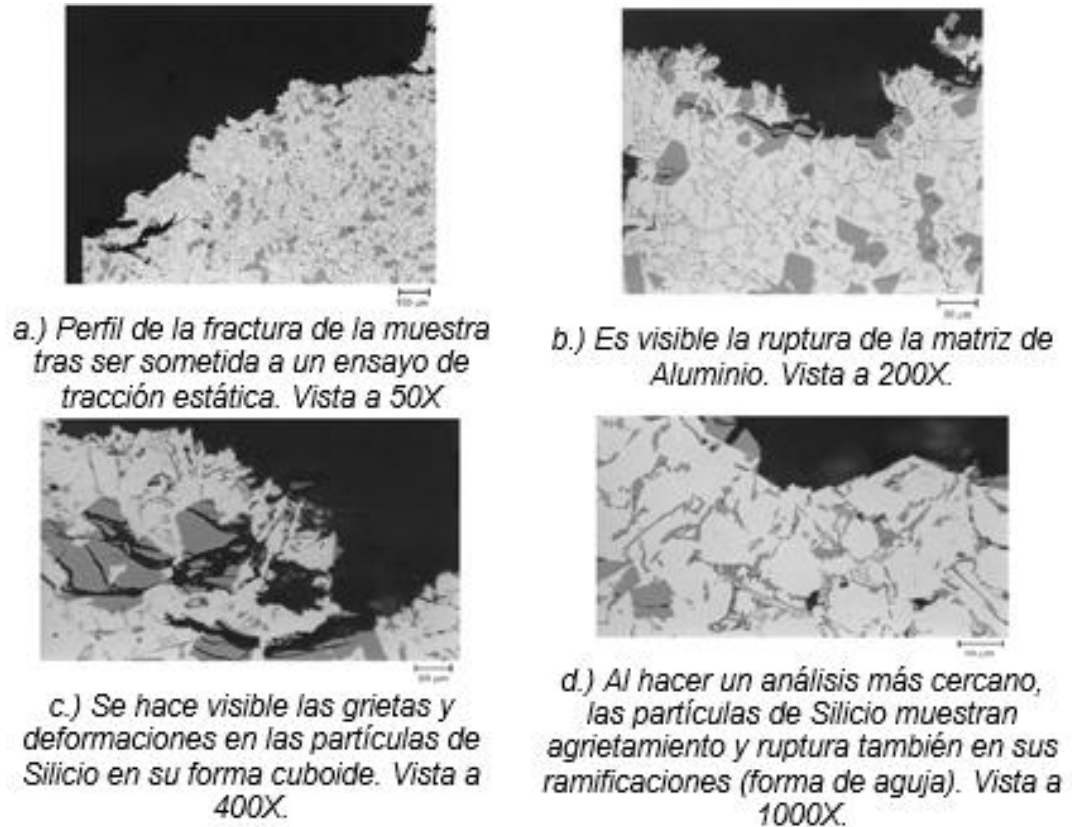 a.) Perfil de la fractura de la muestra
tras ser sometida a un ensayo de
tracción estática. Vista a 50X
b.) Es visible la ruptura de la matriz de
Aluminio. Vista a 200X.
c.) Se hace visible las grietas y
deformaciones en las partículas de
Silicio en su forma cuboide. Vista a
400X.
d.) Al hacer un análisis más cercano,
las partículas de Silicio muestran
agrietamiento y ruptura también en sus
ramificaciones (forma de aguja). Vista a
1000X.